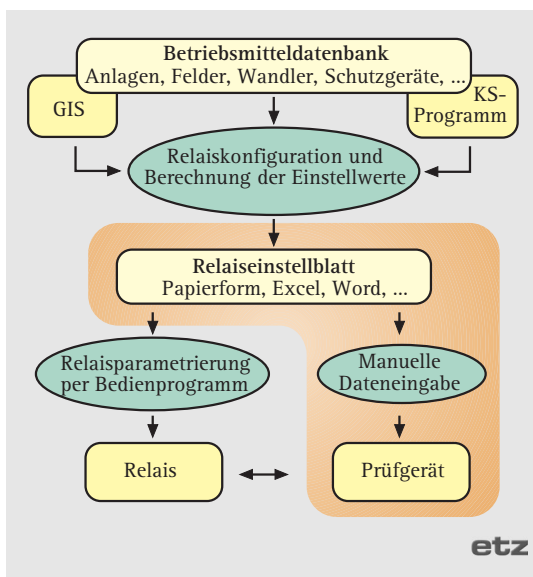 Betriebsmitteldatenbank
Anlagen, Felder, Wandler, Schutzgeräte, ...
GIS
KS-
Programm
Relaiskonfiguration und
Berechnung der Einstellwerte
Relaiseinstellblatt
Papierform, Excel, Word, ...
Relaisparametrierung
per Bedienprogramm
Manuelle
Dateneingabe
Relais
Prüfgerät
etz